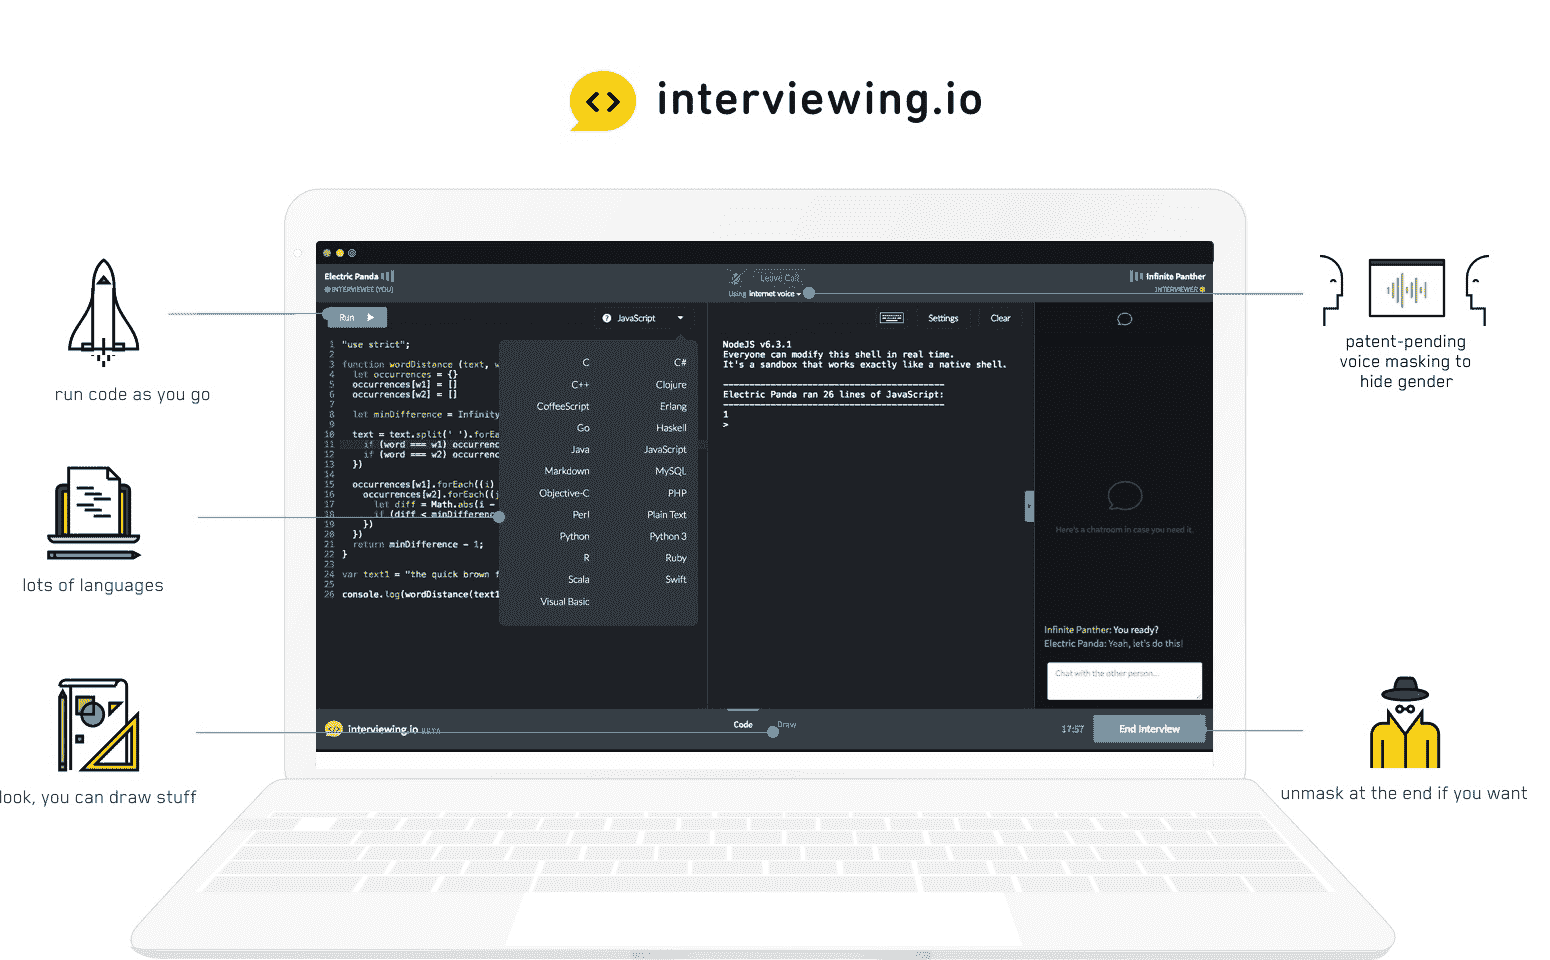 interviewing.io
run code as you go
lots of languages
look, you can draw stuff
patent-pending
voice masking to
hide gender
unmask at the end if you want
Electric Panda
INTERVIEWEE (YOU)
Leave Call
Using Internet voice
Infinite Panther
INTERVIEWER
Run
? JavaScript
Settings
Clear
1 "use strict";
2
3 function wordDistance (text, w
4 let occurrences = {}
5 occurrences[w1] = []
6 occurrences[w2] = []
7
8 let minDifference = Infinity
9
10 text = text.split(' ').forEa
11 if (word === w1) occurrenc
12 if (word === w2) occurrenc
13 })
14
15 occurrences[w1].forEach((i)
16 occurrences[w2].forEach((j
17 let diff = Math.abs(i -
18 if (diff < minDifferenc
19 })
20 })
21 return minDifference - 1;
22 }
23
24 var text1 = "the quick brown f
25
26 console.log(wordDistance(text1
C C#
C++ Clojure
CoffeeScript Erlang
Go Haskell
Java JavaScript
Markdown MySQL
Objective-C PHP
Perl Plain Text
Python Python 3
R Ruby
Scala Swift
Visual Basic
NodeJS v6.3.1
Everyone can modify this shell in real time.
It's a sandbox that works exactly like a native shell.
Electric Panda ran 26 lines of JavaScript:
1
>
Here's a chatroom in case you need it.
Infinite Panther: You ready?
Electric Panda: Yeah, let's do this!
Chat with the other person...
interviewing.io BETA
Code Draw
17:57
End Interview